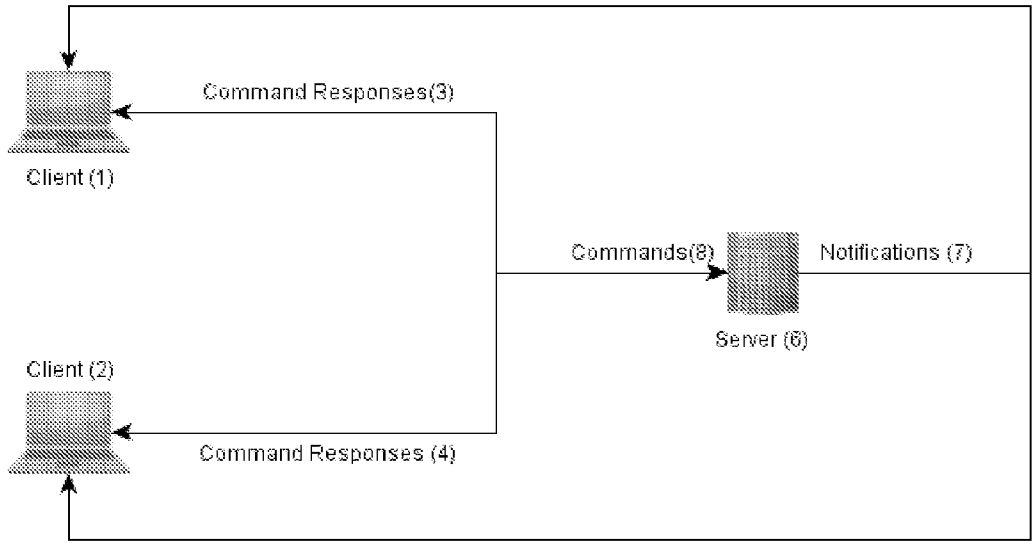 Command Responses(3)
Client (1)
Commands(8)
Notifications (7)
Server (6)
Client (2)
Command Responses (4)